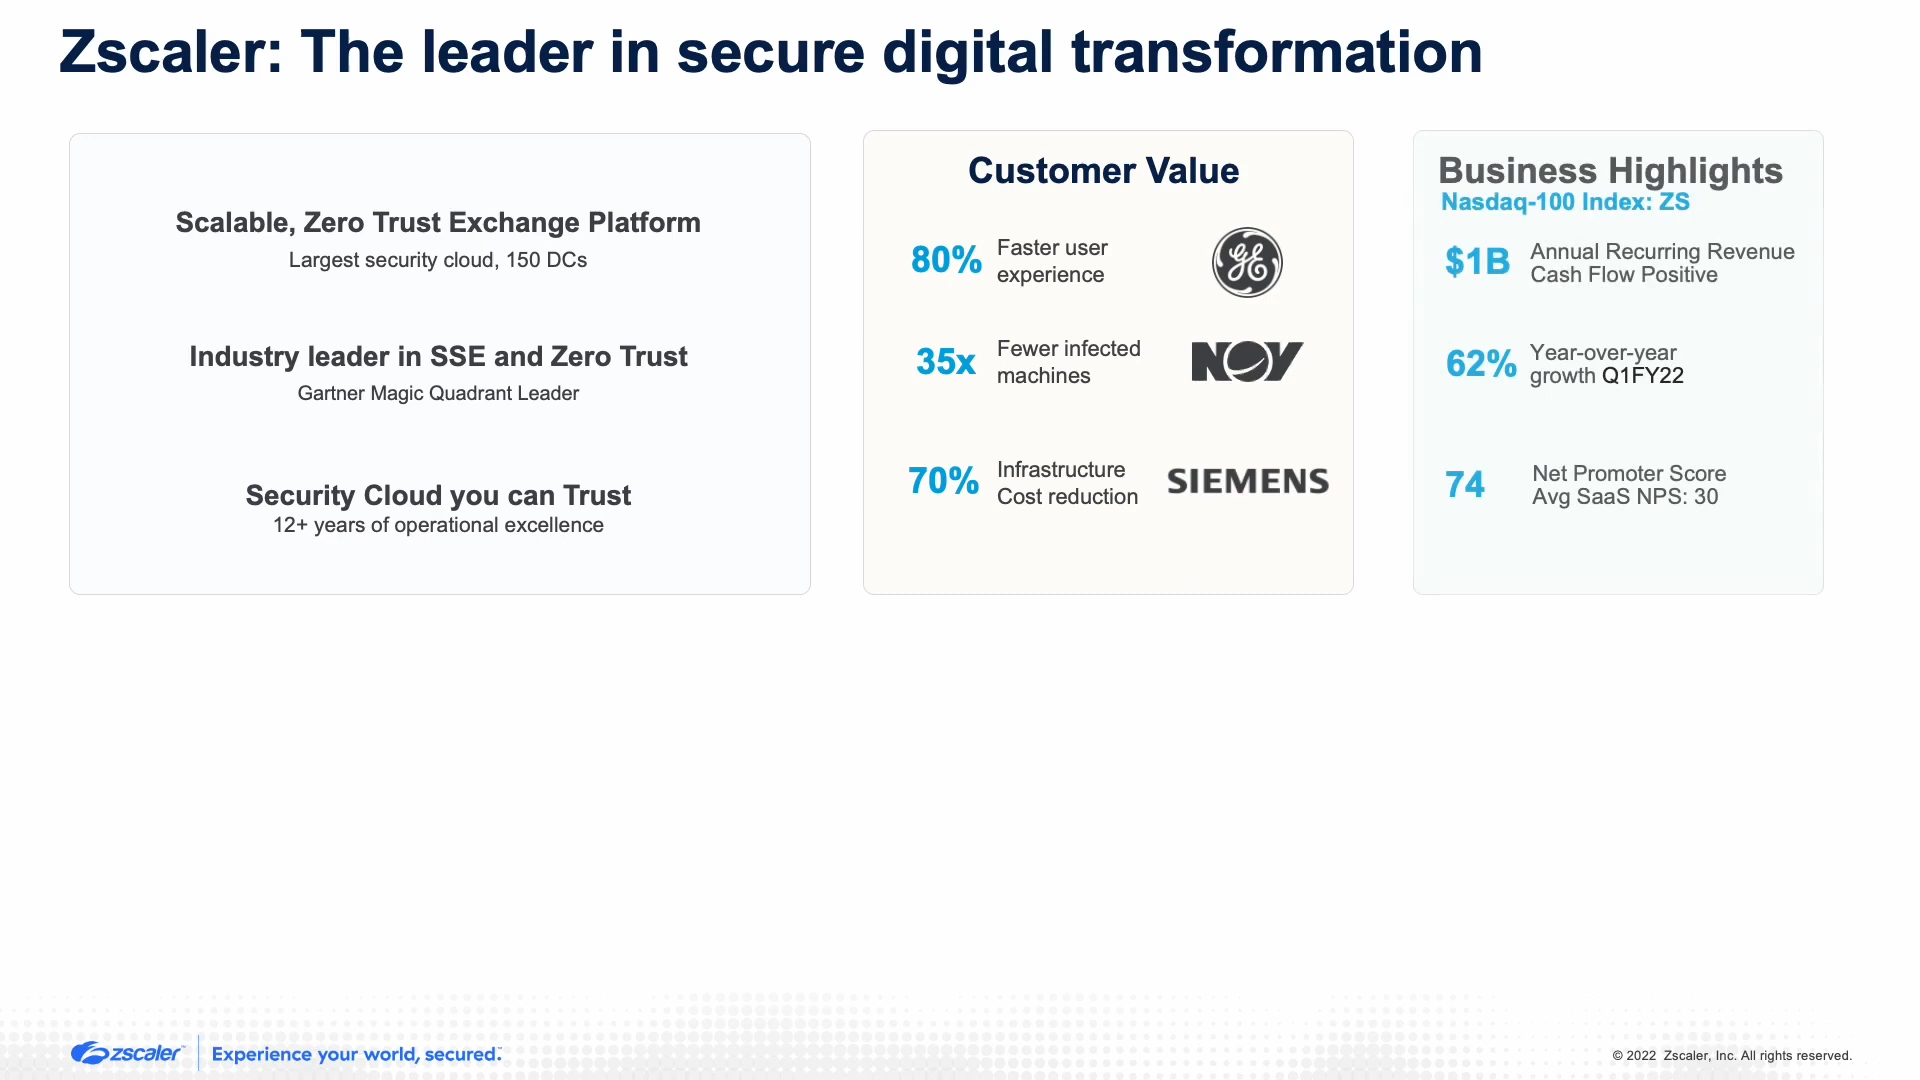 Zscaler: The leader in secure digital transformation
Scalable, Zero Trust Exchange Platform
Largest security cloud, 150 DCs
Industry leader in SSE and Zero Trust
Gartner Magic Quadrant Leader
Security Cloud you can Trust
12+ years of operational excellence
Customer Value
80% Faster user
experience
GE
35x Fewer infected
machines
NOV
70% Infrastructure
Cost reduction
SIEMENS
Business Highlights
Nasdaq-100 Index: ZS
$1B Annual Recurring Revenue
Cash Flow Positive
62% Year-over-year
growth Q1FY22
74 Net Promoter Score
Avg SaaS NPS: 30
zscaler™ Experience your world, secured.™
© 2022 Zscaler, Inc. All rights reserved.